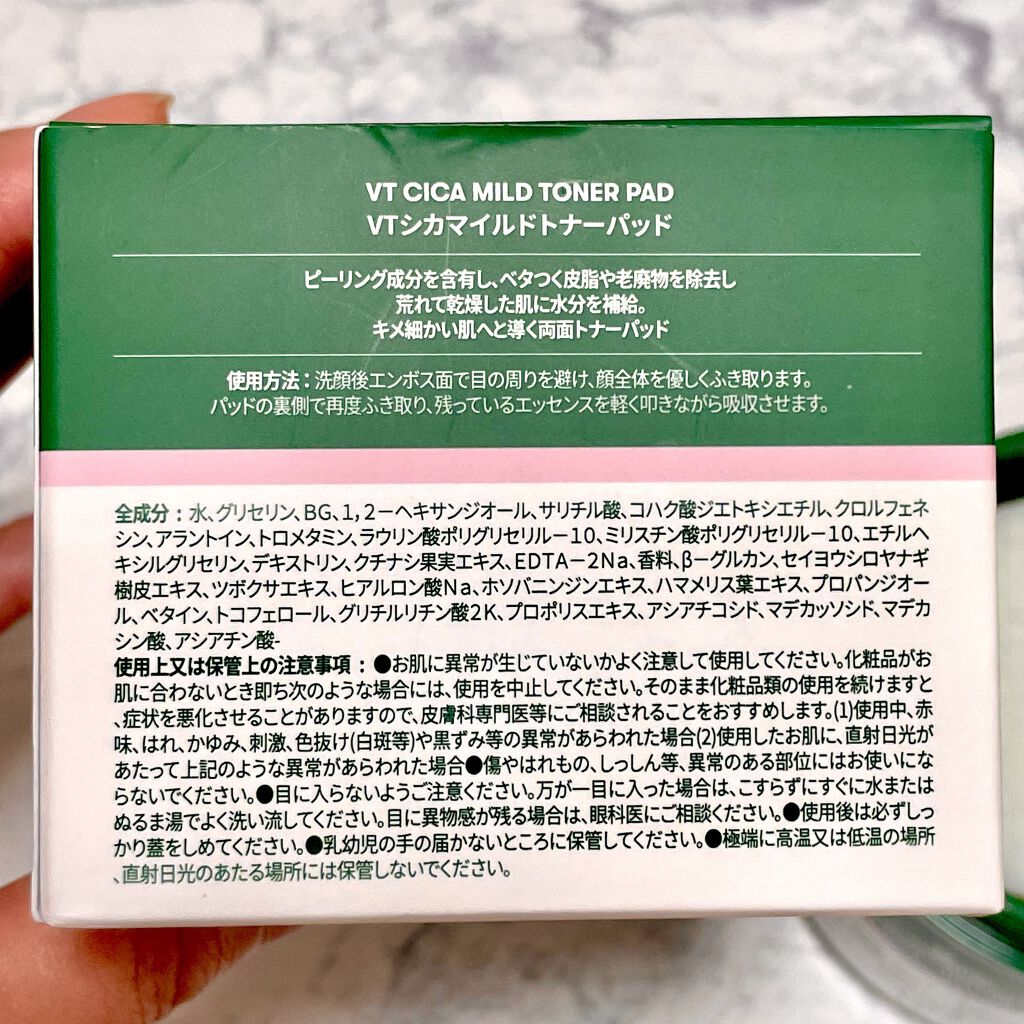 VT CICA MILD TONER PAD
VTシカマイルドトナーパッド
ピーリング成分を含有し、ベタつく皮脂や老廃物を除去し
荒れて乾燥した肌に水分を補給。
キメ細かい肌へと導く両面トナーパッド
使用方法：洗顔後エンボス面で目の周りを避け、顔全体を優しくふき取ります。
パッドの裏側で再度ふき取り、残っているエッセンスを軽く叩きながら吸収させます。
全成分：水、グリセリン、BG、1,2－ヘキサンジオール、サリチル酸、コハク酸ジエトキシエチル、クロルフェネ
シン、アラントイン、トロメタミン、ラウリン酸ポリグリセリル－10、ミリスチン酸ポリグリセリル－10、エチルヘ
キシルグリセリン、デキストリン、クチナシ果実エキス、EDTA－2Na、香料、β－グルカン、セイヨウシロヤナギ
樹皮エキス、ツボクサエキス、ヒアルロン酸Na、ホソバニンジンエキス、ハマメリス葉エキス、プロパンジオー
ル、ベタイン、トコフェロール、グリチルリチン酸2K、プロポリスエキス、アシアチコシド、マデカッソシド、マデカ
シン酸、アシアチン酸-
使用上又は保管上の注意事項：●お肌に異常が生じていないかよく注意して使用してください。化粧品がお
肌に合わないとき即ち次のような場合には、使用を中止してください。そのまま化粧品類の使用を続けますと
、症状を悪化させることがありますので、皮膚科専門医等にご相談されることをおすすめします。(1)使用中、赤
味、はれ、かゆみ、刺激、色抜け(白斑等)や黒ずみ等の異常があらわれた場合(2)使用したお肌に、直射日光が
あたって上記のような異常があらわれた場合●傷やはれもの、しっしん等、異常のある部位にはお使いにな
らないでください。●目に入らないようご注意ください。万が一目に入った場合は、こすらずにすぐに水または
ぬるま湯でよく洗い流してください。目に異物感が残る場合は、眼科医にご相談ください。●使用後は必ずしっ
かり蓋をしめてください。●乳幼児の手の届かないところに保管してください。●極端に高温又は低温の場所
、直射日光のあたる場所には保管しないでください。